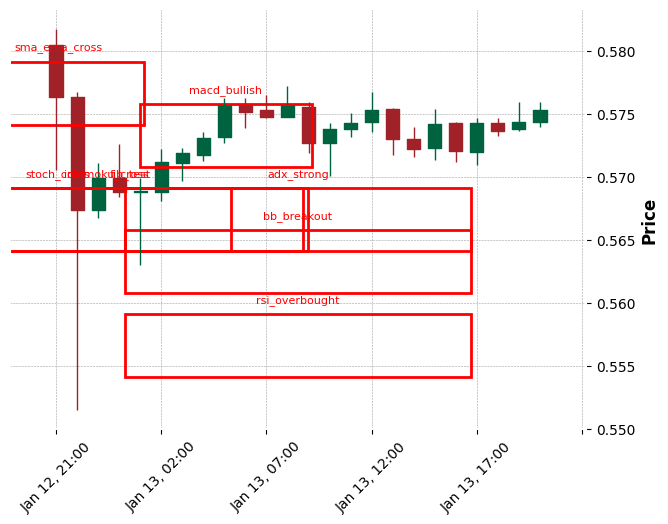 sma_ema_cross
0.580
macd_bullish
0.575
adx_strong
0.570
bb_breakout
0.565
rsi_overbought
0.560
0.555
0.550
Price
Jan 12, 21:00
Jan 13, 02:00
Jan 13, 07:00
Jan 13, 12:00
Jan 13, 17:00